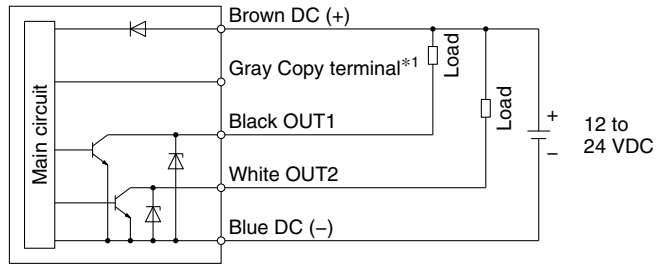 Brown DC (+)
Gray Copy terminal*1
Black OUT1
White OUT2
Blue DC (−)
Main circuit
Load
Load
+
−
12 to
24 VDC